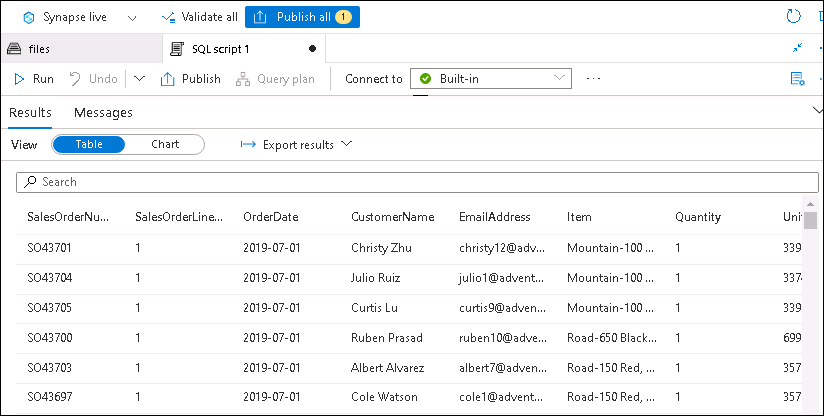 Synapse live Validate all Publish all 1
files SQL script 1
Run Undo Publish Query plan Connect to Built-in
Results Messages
View Table Chart Export results
Search
SalesOrderNu... SalesOrderLine... OrderDate CustomerName EmailAddress Item Quantity Unit
SO43701 1 2019-07-01 Christy Zhu christy12@adv... Mountain-100 ... 1 339
SO43704 1 2019-07-01 Julio Ruiz julio1@advent... Mountain-100 ... 1 3374
SO43705 1 2019-07-01 Curtis Lu curtis9@adven... Mountain-100 ... 1 339
SO43700 1 2019-07-01 Ruben Prasad ruben10@adve... Road-650 Black... 1 699
SO43703 1 2019-07-01 Albert Alvarez albert7@advent... Road-150 Red, ... 1 357
SO43697 1 2019-07-01 Cole Watson cole1@advent... Road-150 Red, ... 1 357